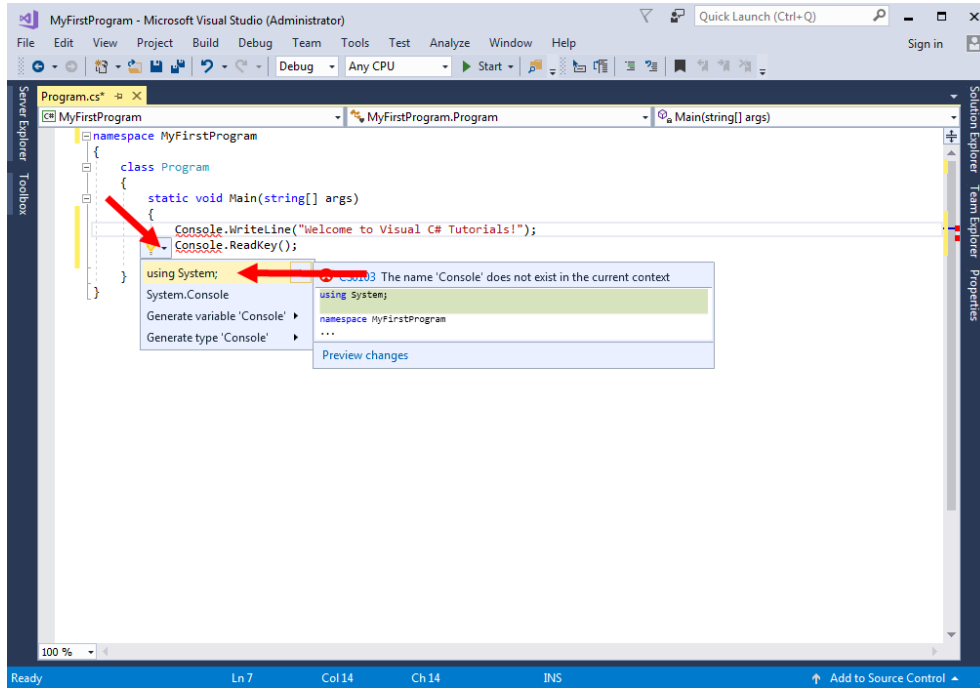 MyFirstProgram - Microsoft Visual Studio (Administrator)
Quick Launch (Ctrl+Q)
File Edit View Project Build Debug Team Tools Test Analyze Window Help
Sign in
Debug Any CPU Start
Server Explorer
Toolbox
Program.cs*
C# MyFirstProgram
MyFirstProgram.Program
Main(string[] args)
namespace MyFirstProgram
{
class Program
{
static void Main(string[] args)
{
Console.WriteLine("Welcome to Visual C# Tutorials!");
Console.ReadKey();
}
}
using System;
System.Console
Generate variable 'Console'
Generate type 'Console'
The name 'Console' does not exist in the current context
using System;
namespace MyFirstProgram
...
Preview changes
Solution Explorer
Team Explorer
Properties
100 %
Ready Ln 7 Col 14 Ch 14 INS Add to Source Control